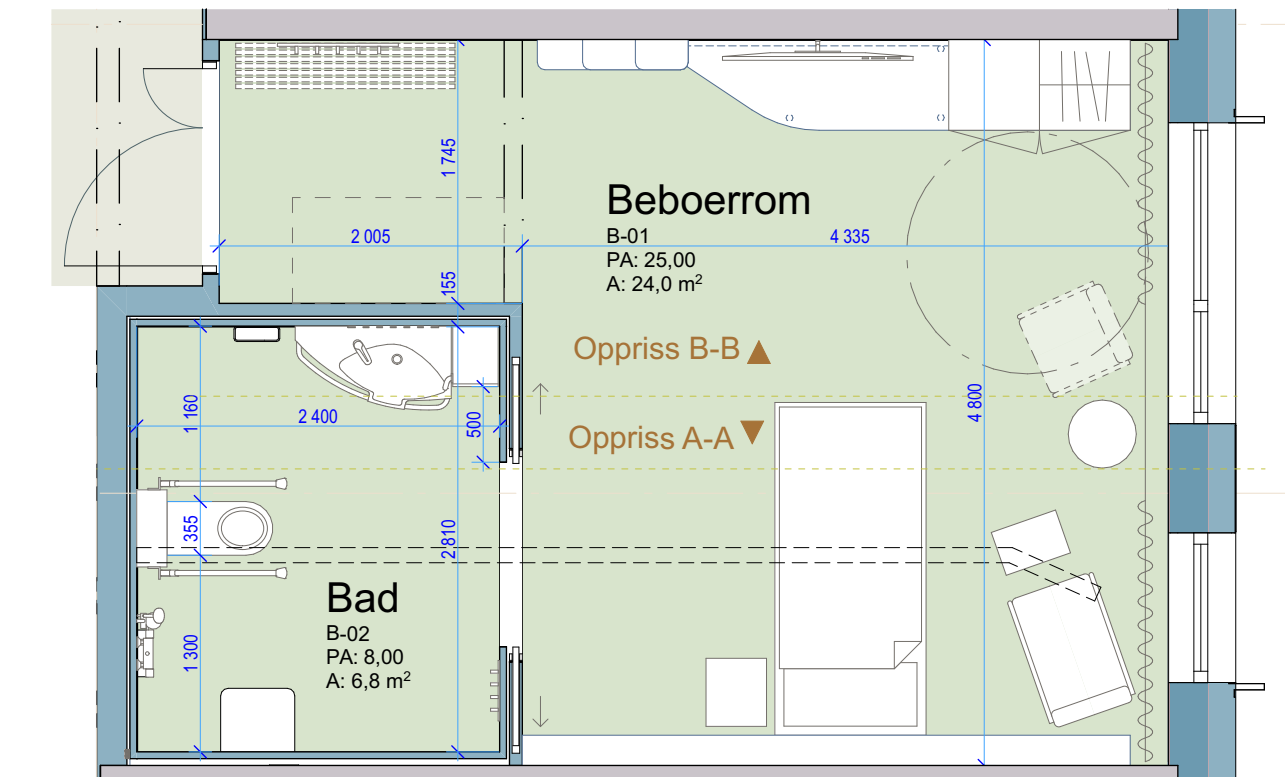 1 745
Beboerrom
B-01
PA: 25,00
A: 24,0 m²
2 005
4 335
155
Oppriss B-B
Oppriss A-A
4 800
1 160
2 400
500
355
2 810
Bad
B-02
PA: 8,00
A: 6,8 m²
1 300